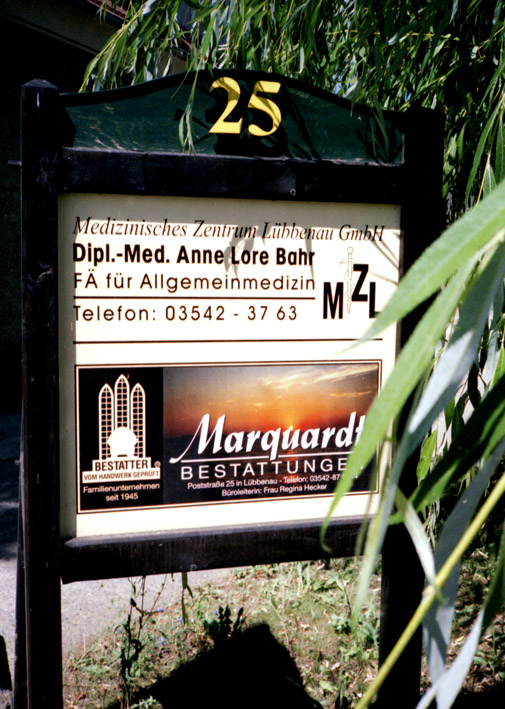 25
Medizinisches Zentrum Lübbenau GmbH
Dipl.-Med. Anne Lore Bahr
FÄ für Allgemeinmedizin
Telefon: 03542 - 37 63
MZL
Marquardt
BESTATTUNGEN
BESTATTER ®
VOM HANDWERK GEPRÜFT
Familienunternehmen
seit 1945
Poststraße 25 in Lübbenau - Telefon: 03542-87
Büroleiterin: Frau Regina Hecker